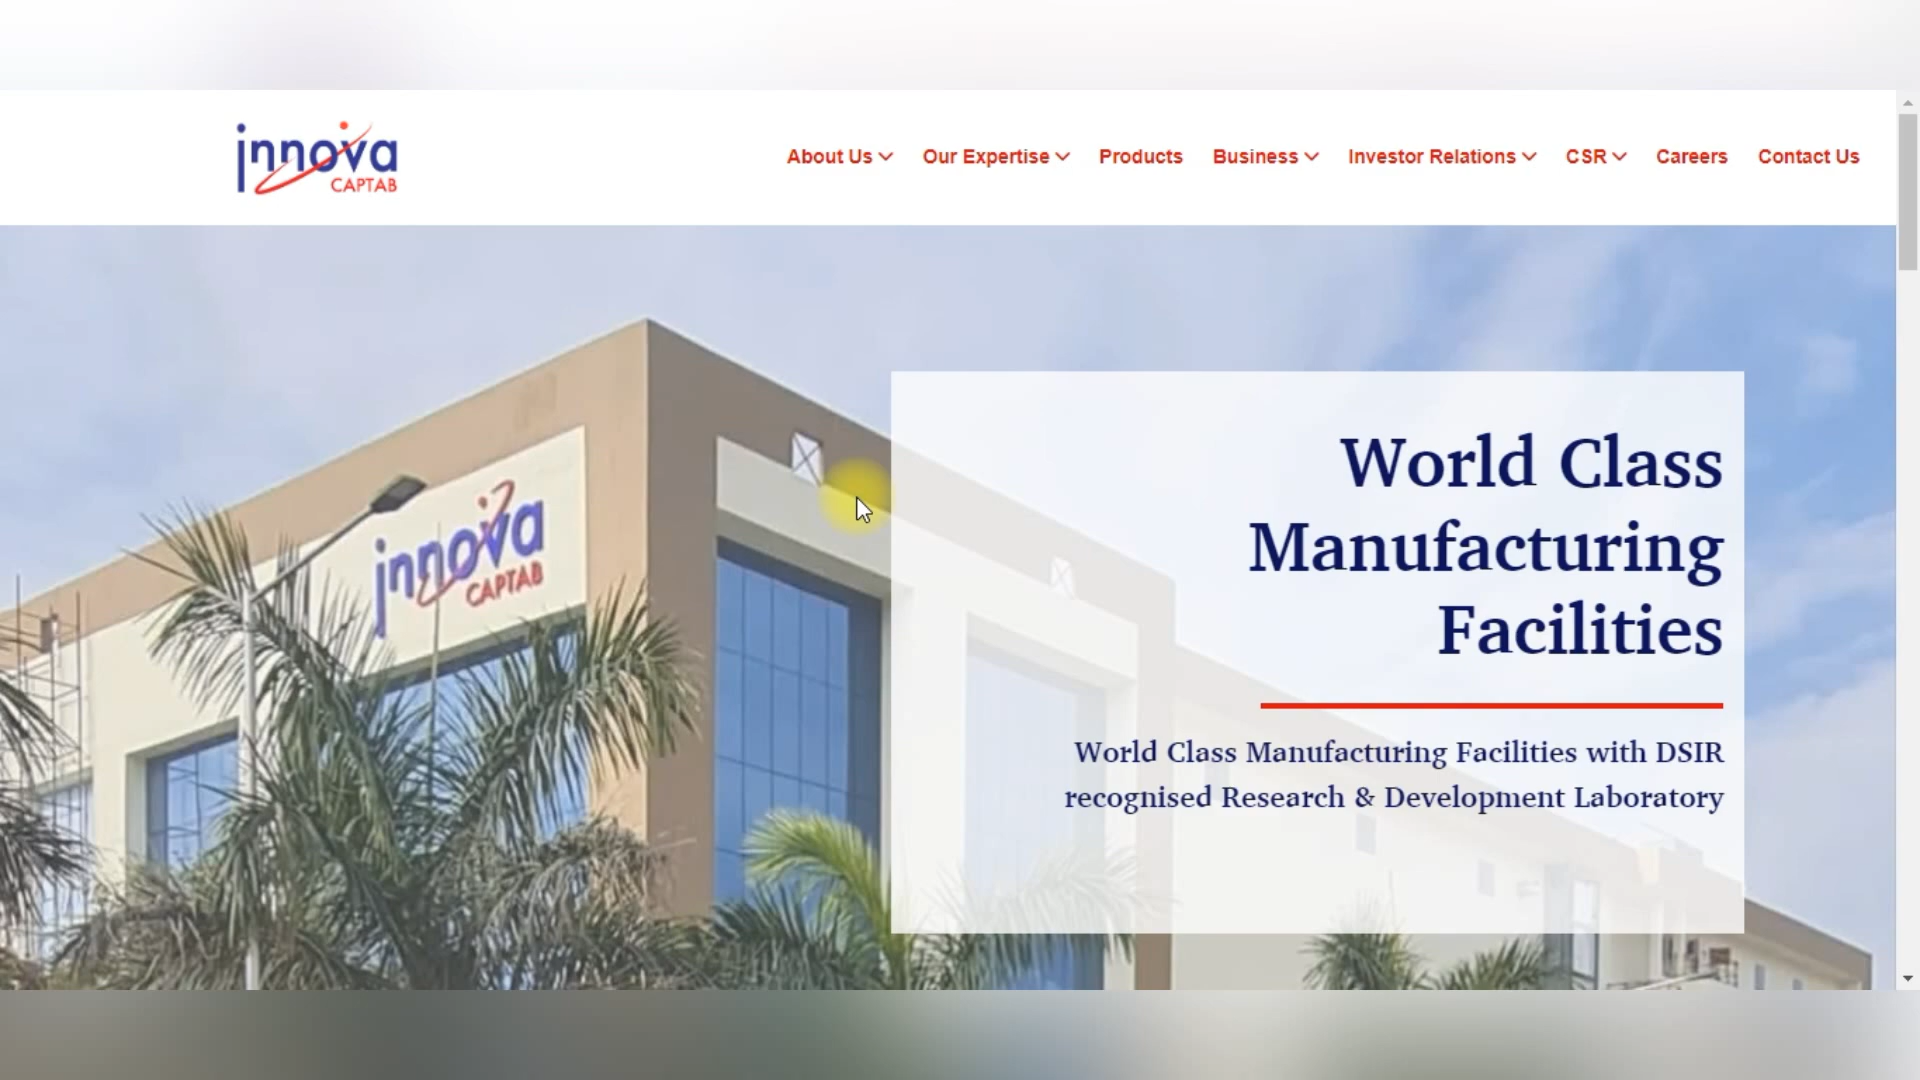 innova
CAPTAB
About Us
Our Expertise
Products
Business
Investor Relations
CSR
Careers
Contact Us
innova
CAPTAB
World Class
Manufacturing
Facilities
World Class Manufacturing Facilities with DSIR
recognised Research & Development Laboratory